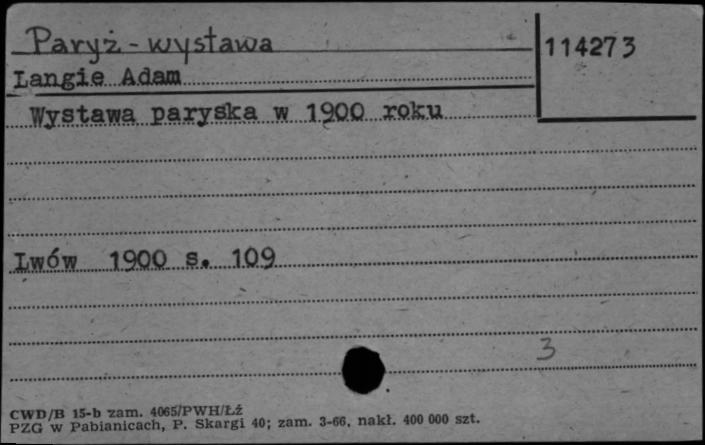 Paryż - wystawa
114273
Langie Adam
Wystawa paryska w 1900 roku
Lwów 1900 s. 109
3
CWD/B 15-b zam. 4065/PWH/Łź
PZG w Pabianicach, P. Skargi 40; zam. 3-66, nakł. 400 000 szt.